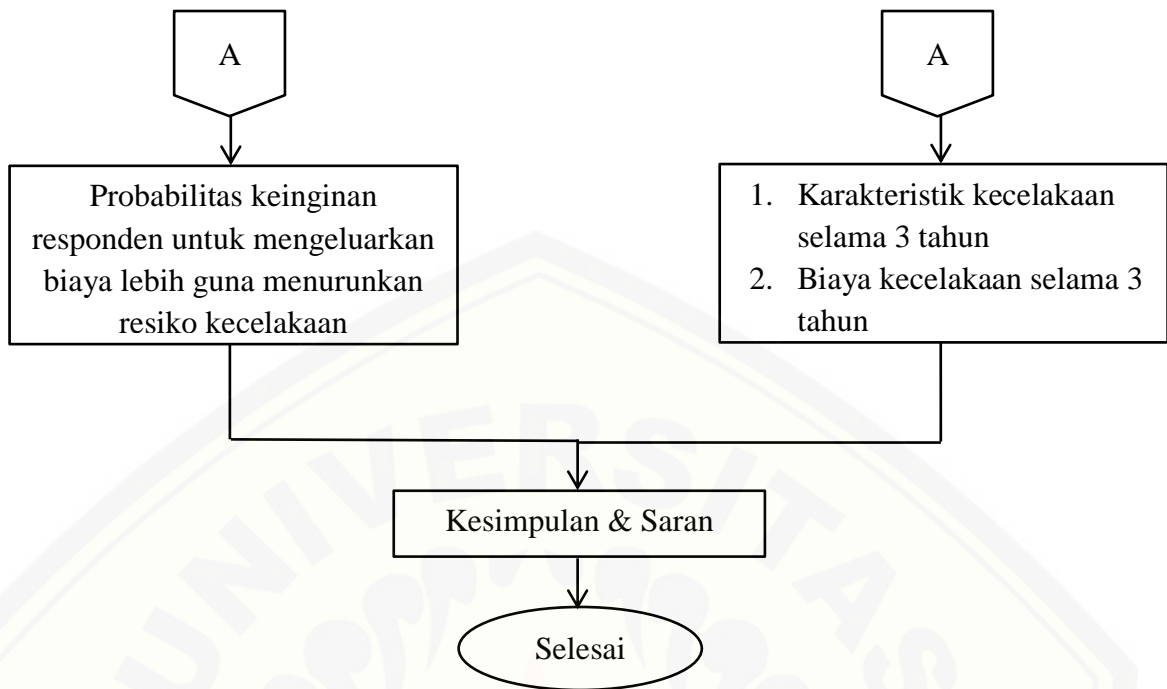 A
A
Probabilitas keinginan
responden untuk mengeluarkan
biaya lebih guna menurunkan
resiko kecelakaan
1. Karakteristik kecelakaan
selama 3 tahun
2. Biaya kecelakaan selama 3
tahun
UNIVERSITAS
Kesimpulan & Saran
Selesai